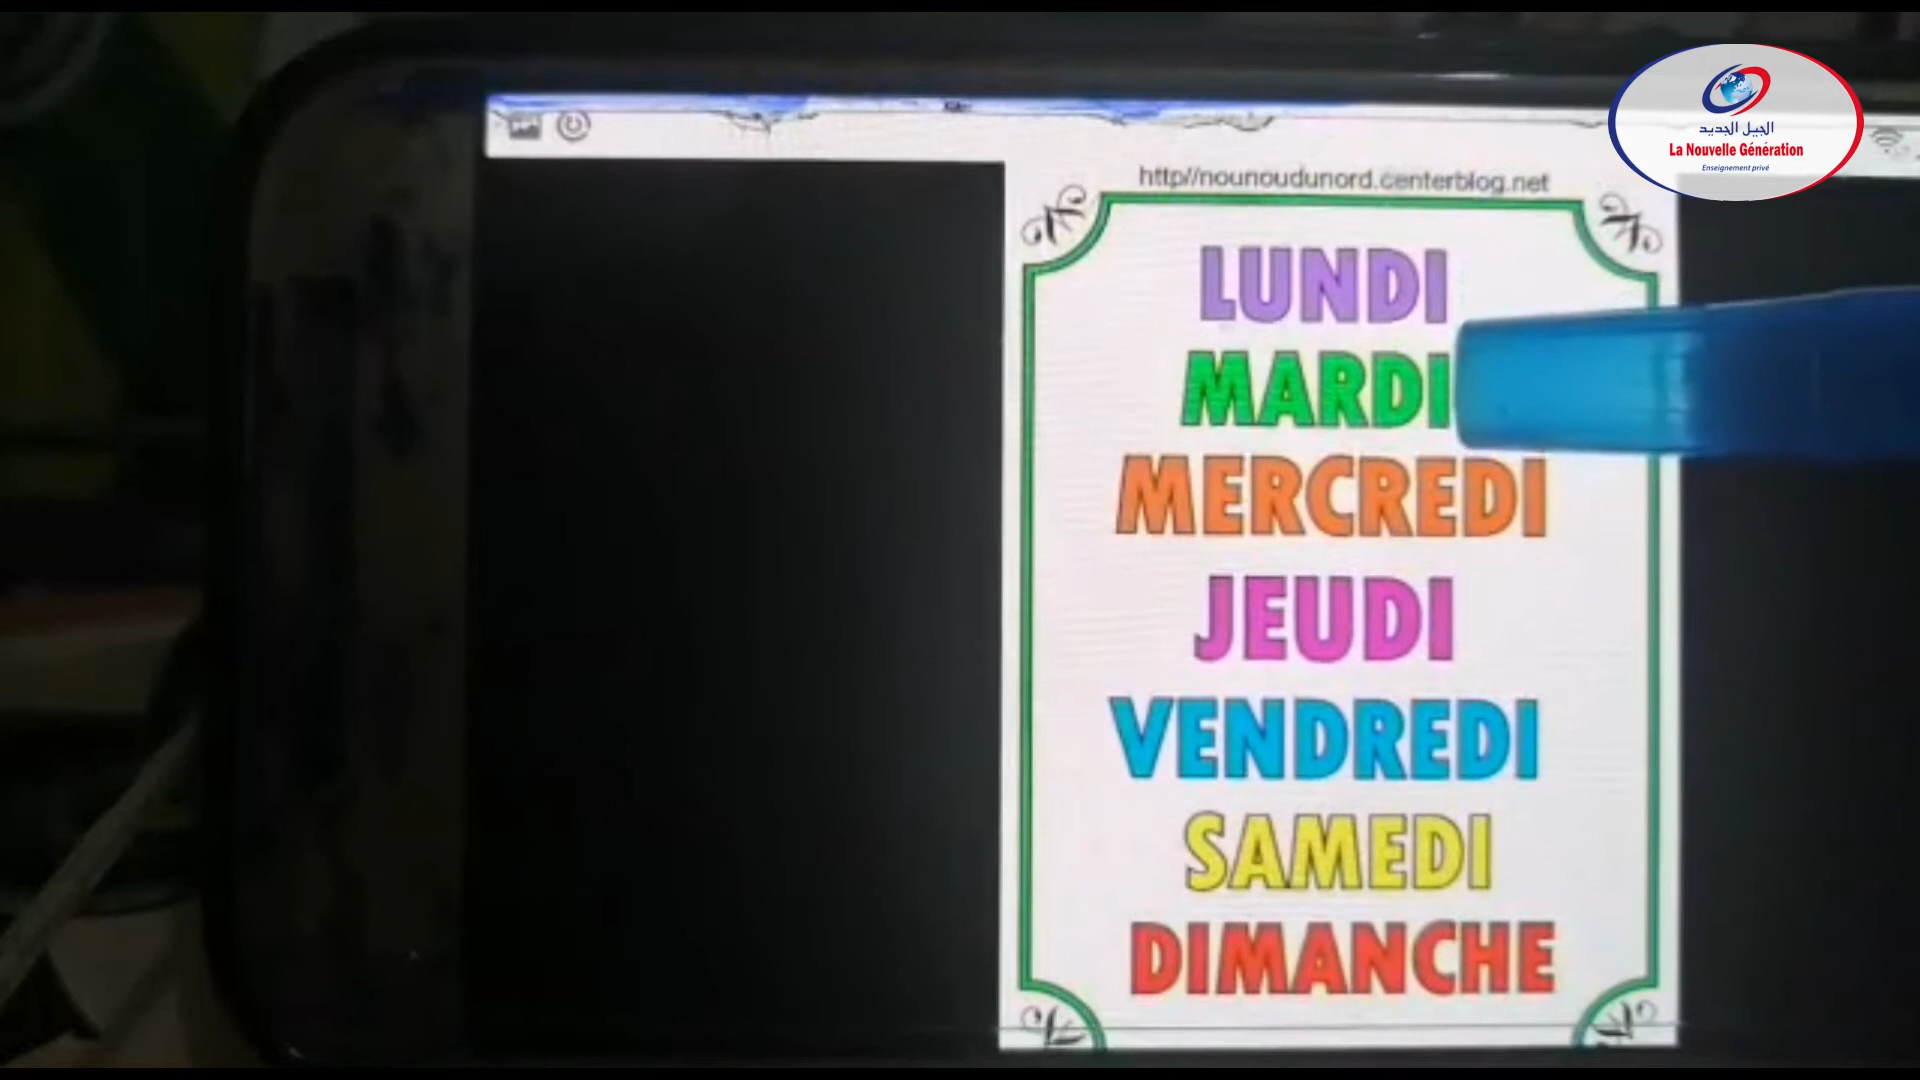 الجيل الجديد
La Nouvelle Génération
Enseignement privé
http//nounoudunord.centerblog.net
LUNDI
MARDI
MERCREDI
JEUDI
VENDREDI
SAMEDI
DIMANCHE